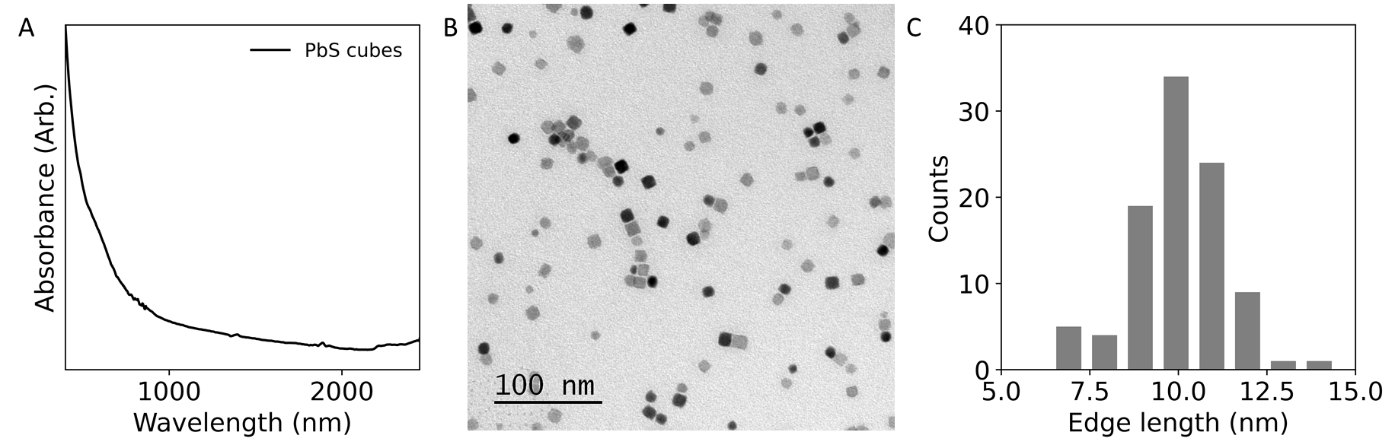 A
Absorbance (Arb.)
PbS cubes
1000
2000
Wavelength (nm)
B
100 nm
C
Counts
40
30
20
10
0
5.0
7.5
10.0
12.5
15.0
Edge length (nm)